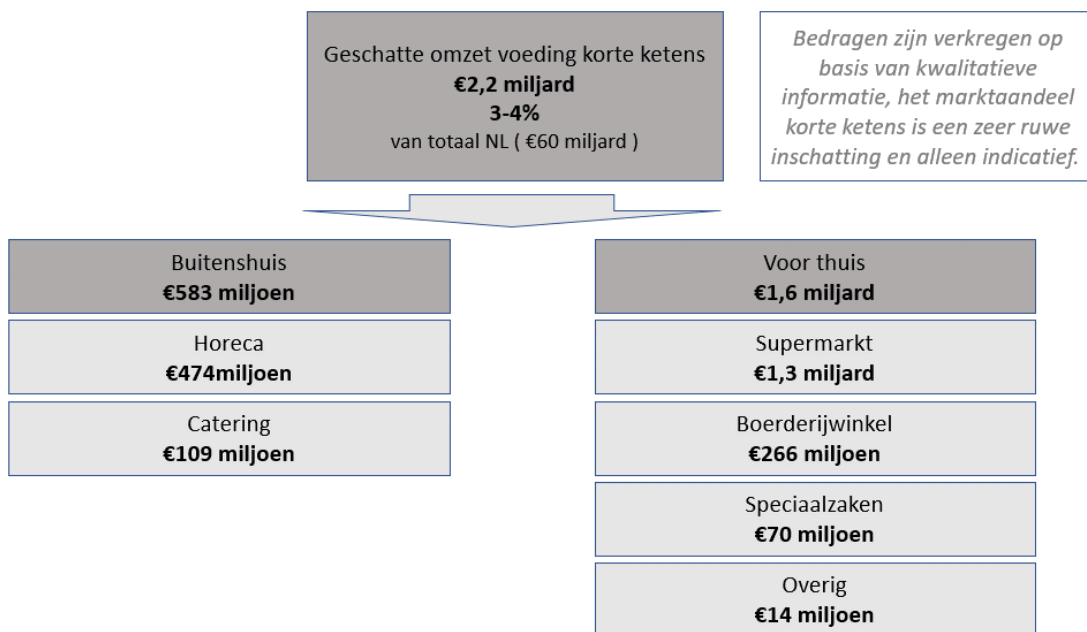 Geschatte omzet voeding korte ketens
€2,2 miljard
3-4%
van totaal NL ( €60 miljard )
Bedragen zijn verkregen op
basis van kwalitatieve
informatie, het marktaandeel
korte ketens is een zeer ruwe
inschatting en alleen indicatief.
Buitenshuis
€583 miljoen
Horeca
€474miljoen
Catering
€109 miljoen
Voor thuis
€1,6 miljard
Supermarkt
€1,3 miljard
Boerderijwinkel
€266 miljoen
Speciaalzaken
€70 miljoen
Overig
€14 miljoen